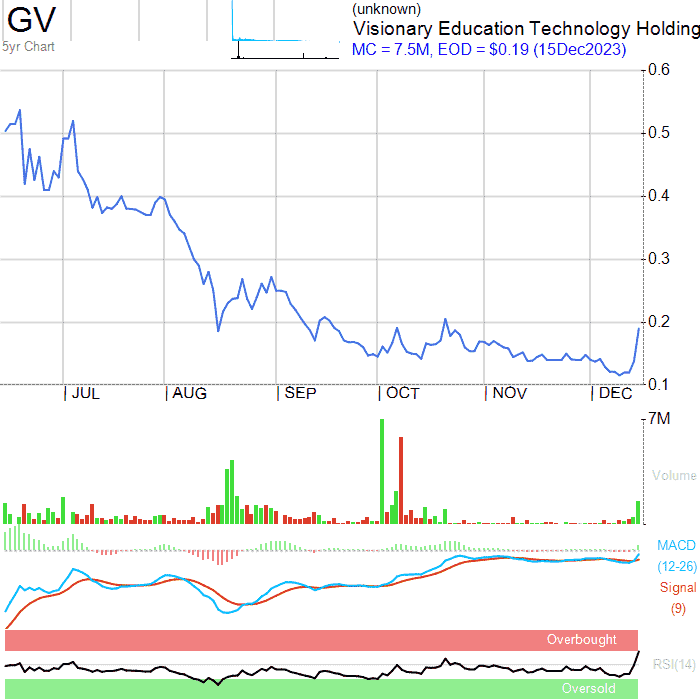 GV
5yr Chart
(unknown)
Visionary Education Technology Holding
MC = 7.5M, EOD = $0.19 (15Dec2023)
0.6
0.5
0.4
0.3
0.2
0.1
JUL AUG SEP OCT NOV DEC
7M
Volume
MACD
(12-26)
Signal
(9)
Overbought
RSI(14)
Oversold